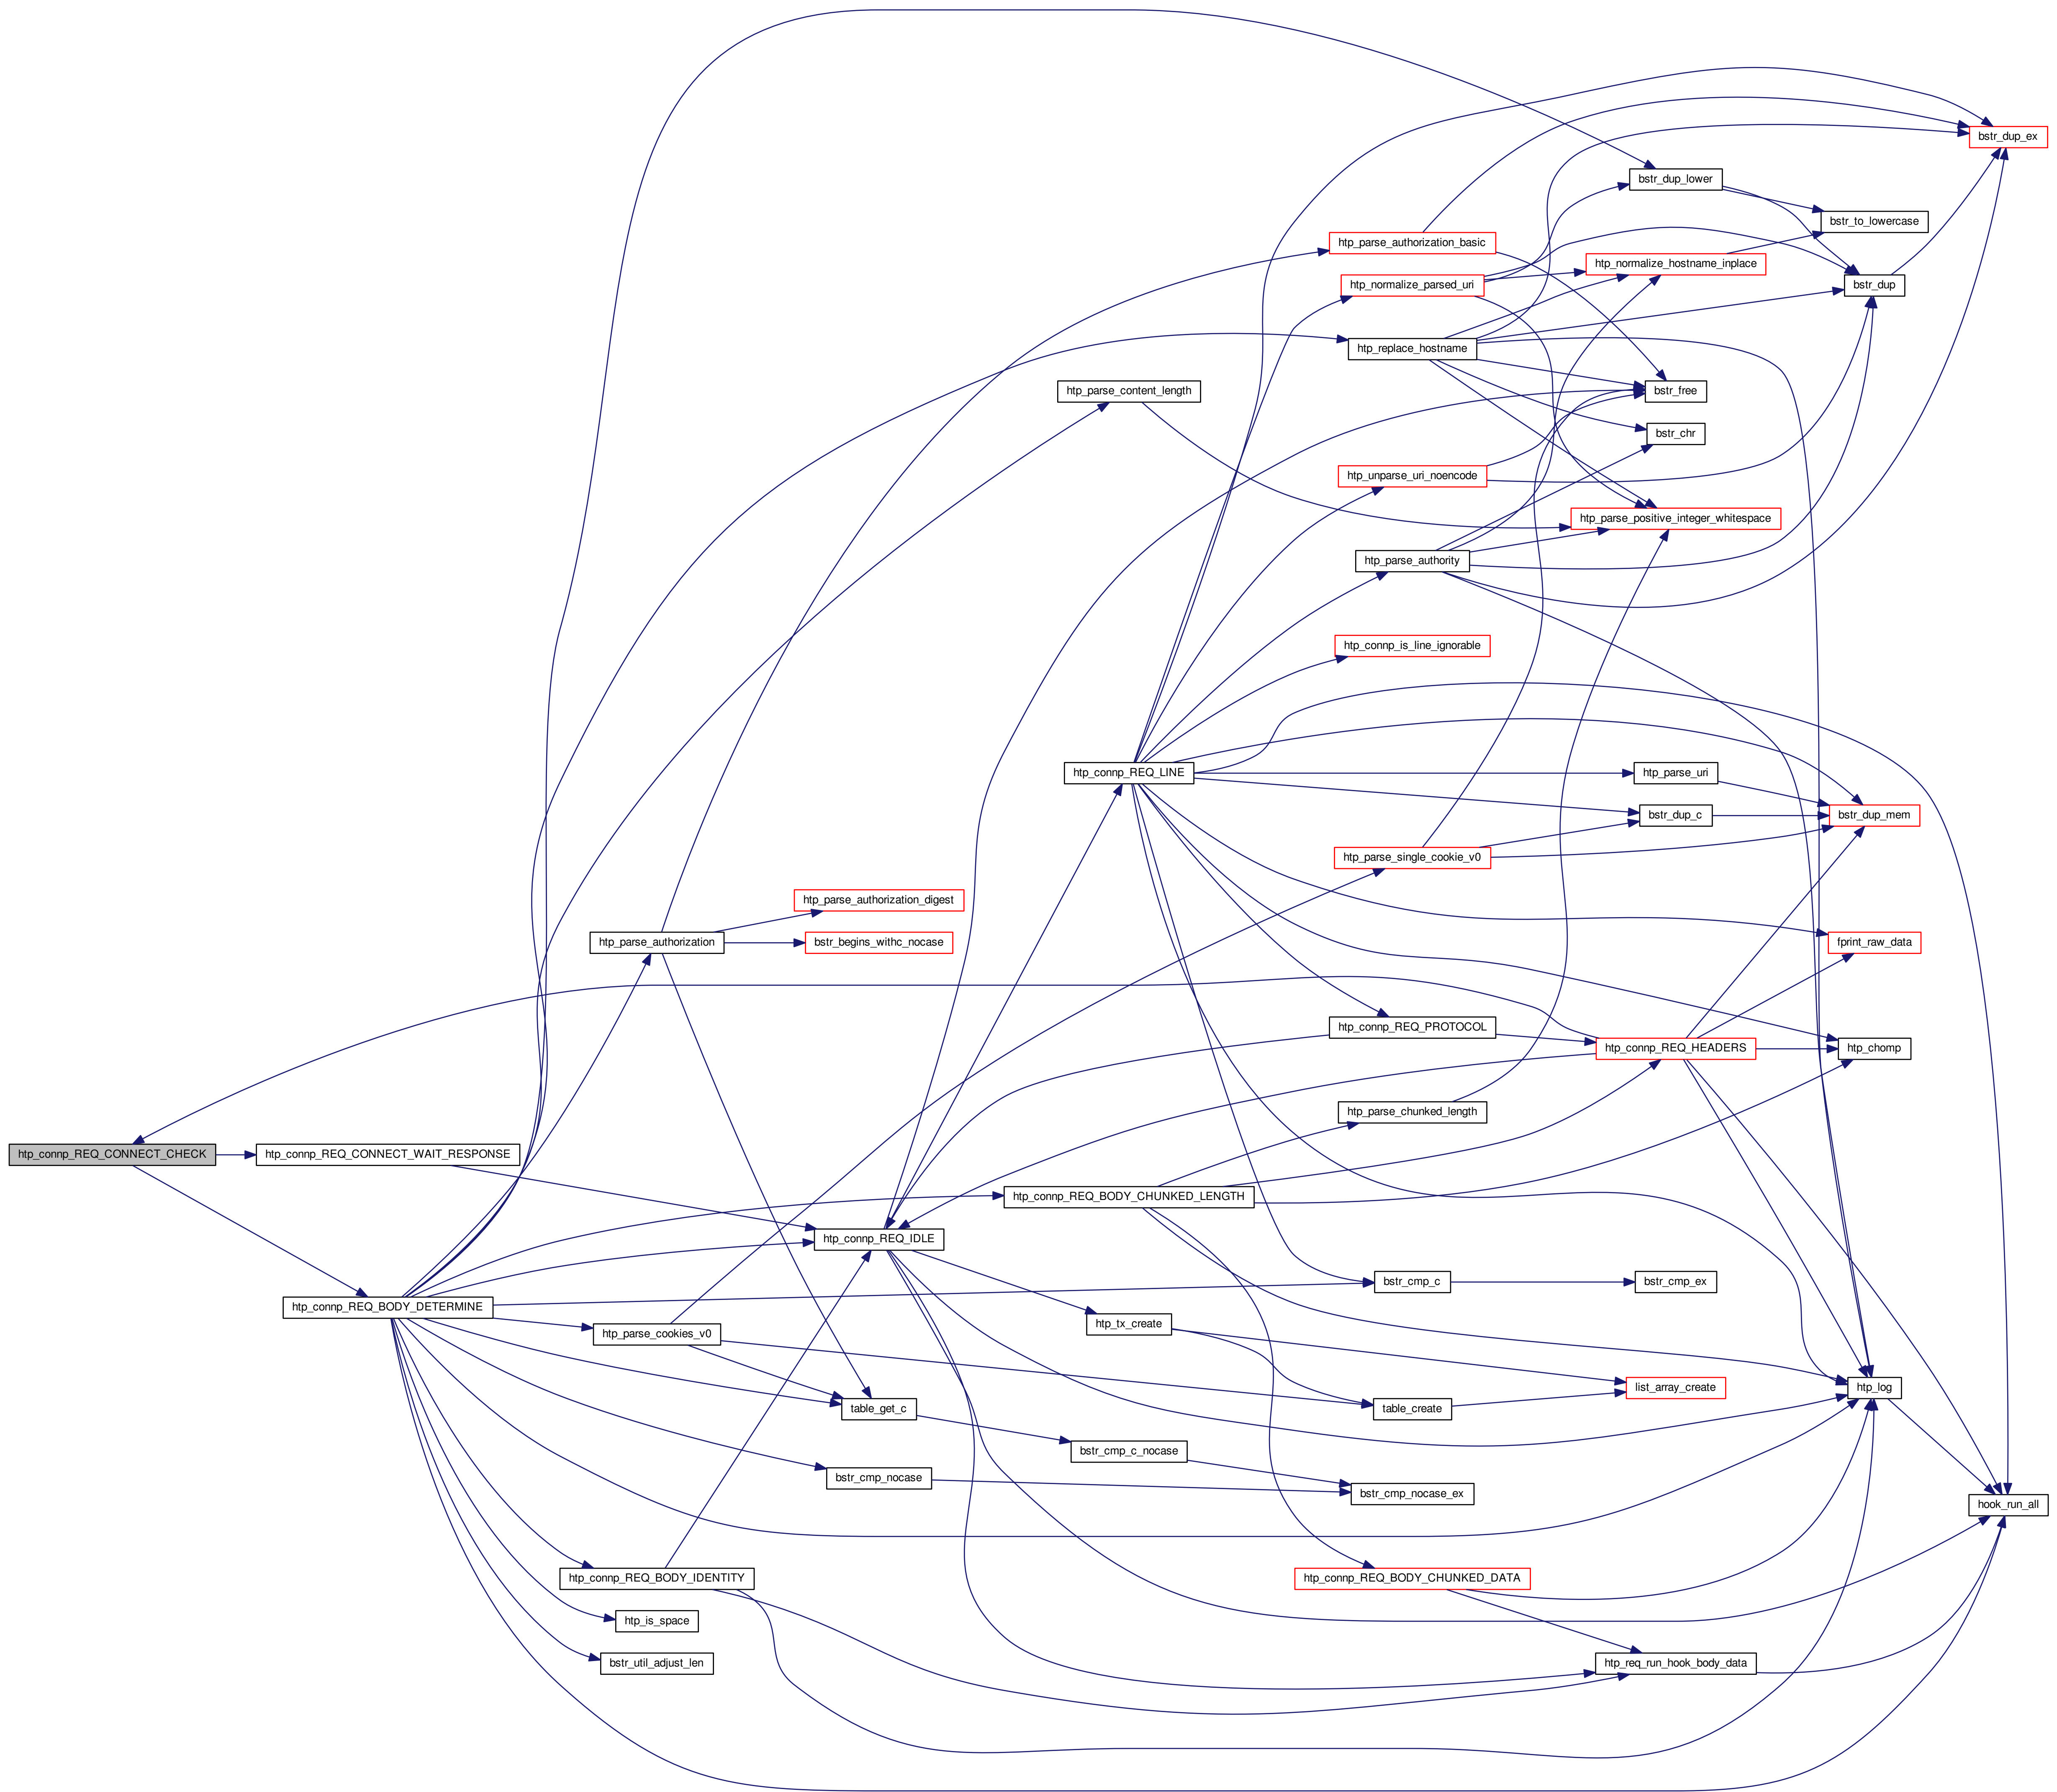 bstr_dup_ex
bstr_dup_lower
bstr_to_lowercase
htp_parse_authorization_basic
htp_normalize_hostname_inplace
htp_normalize_parsed_uri
bstr_dup
htp_replace_hostname
htp_parse_content_length
bstr_free
bstr_chr
htp_unparse_uri_noencode
htp_parse_positive_integer_whitespace
htp_parse_authority
htp_connp_is_line_ignorable
htp_connp_REQ_LINE
htp_parse_uri
bstr_dup_c
bstr_dup_mem
htp_parse_single_cookie_v0
htp_parse_authorization_digest
htp_parse_authorization
bstr_begins_withc_nocase
fprint_raw_data
htp_connp_REQ_PROTOCOL
htp_connp_REQ_HEADERS
htp_chomp
htp_parse_chunked_length
htp_connp_REQ_CONNECT_CHECK
htp_connp_REQ_CONNECT_WAIT_RESPONSE
htp_connp_REQ_BODY_CHUNKED_LENGTH
htp_connp_REQ_IDLE
bstr_cmp_c
bstr_cmp_ex
htp_connp_REQ_BODY_DETERMINE
htp_tx_create
htp_parse_cookies_v0
list_array_create
htp_log
table_get_c
table_create
bstr_cmp_c_nocase
bstr_cmp_nocase
bstr_cmp_nocase_ex
hook_run_all
htp_connp_REQ_BODY_IDENTITY
htp_connp_REQ_BODY_CHUNKED_DATA
htp_is_space
bstr_util_adjust_len
htp_req_run_hook_body_data